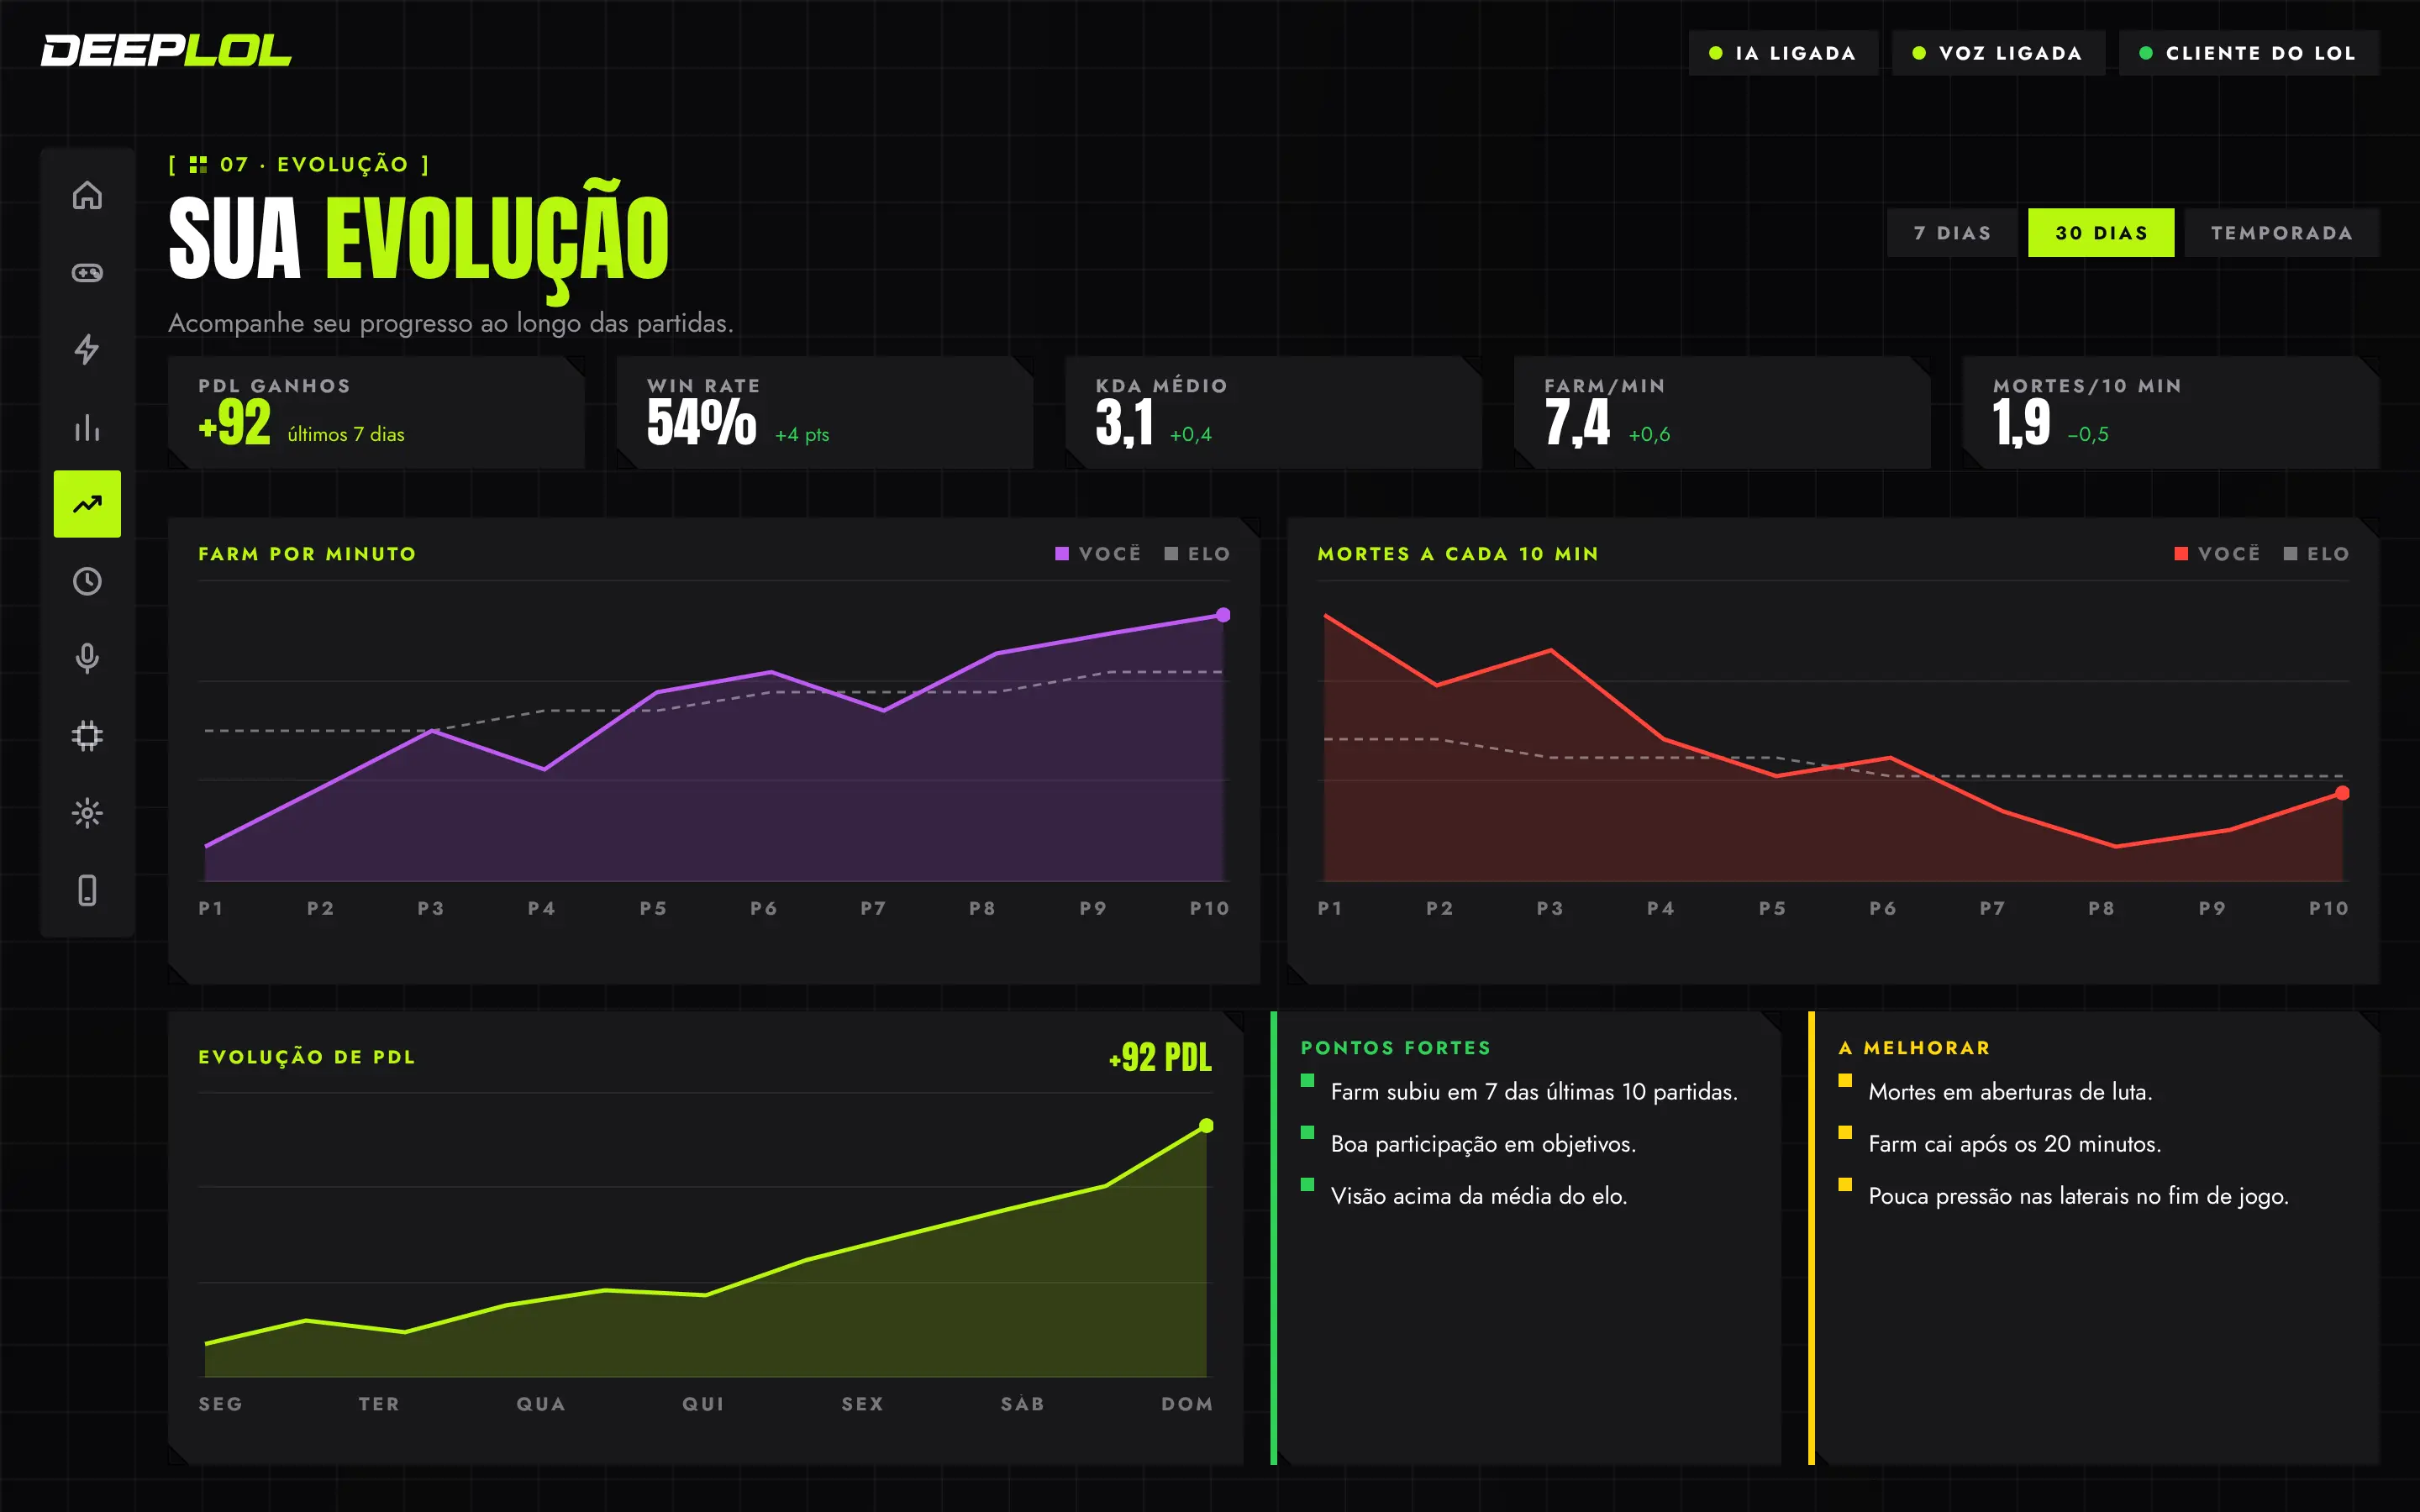 DEEPLOL
IA LIGADA
VOZ LIGADA
CLIENTE DO LOL
[ 07 · EVOLUÇÃO ]
SUA EVOLUÇÃO
Acompanhe seu progresso ao longo das partidas.
7 DIAS
30 DIAS
TEMPORADA
PDL GANHOS
+92 últimos 7 dias
WIN RATE
54% +4 pts
KDA MÉDIO
3,1 +0,4
FARM/MIN
7,4 +0,6
MORTES/10 MIN
1,9 −0,5
FARM POR MINUTO
VOCÊ ELO
P1 P2 P3 P4 P5 P6 P7 P8 P9 P10
MORTES A CADA 10 MIN
VOCÊ ELO
P1 P2 P3 P4 P5 P6 P7 P8 P9 P10
EVOLUÇÃO DE PDL
+92 PDL
SEG TER QUA QUI SEX SÁB DOM
PONTOS FORTES
Farm subiu em 7 das últimas 10 partidas.
Boa participação em objetivos.
Visão acima da média do elo.
A MELHORAR
Mortes em aberturas de luta.
Farm cai após os 20 minutos.
Pouca pressão nas laterais no fim de jogo.